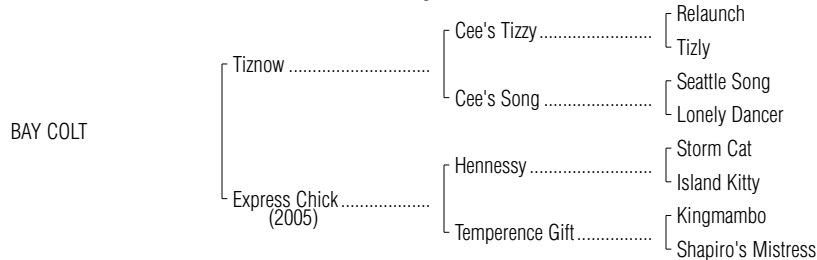 Relaunch
Cee's Tizzy........................
Tizly
Tiznow ..............................
Seattle Song
Cee's Song .......................
Lonely Dancer
BAY COLT
Storm Cat
Hennessy..........................
Island Kitty
Express Chick...................
(2005)
Kingmambo
Temperence Gift................
Shapiro's Mistress